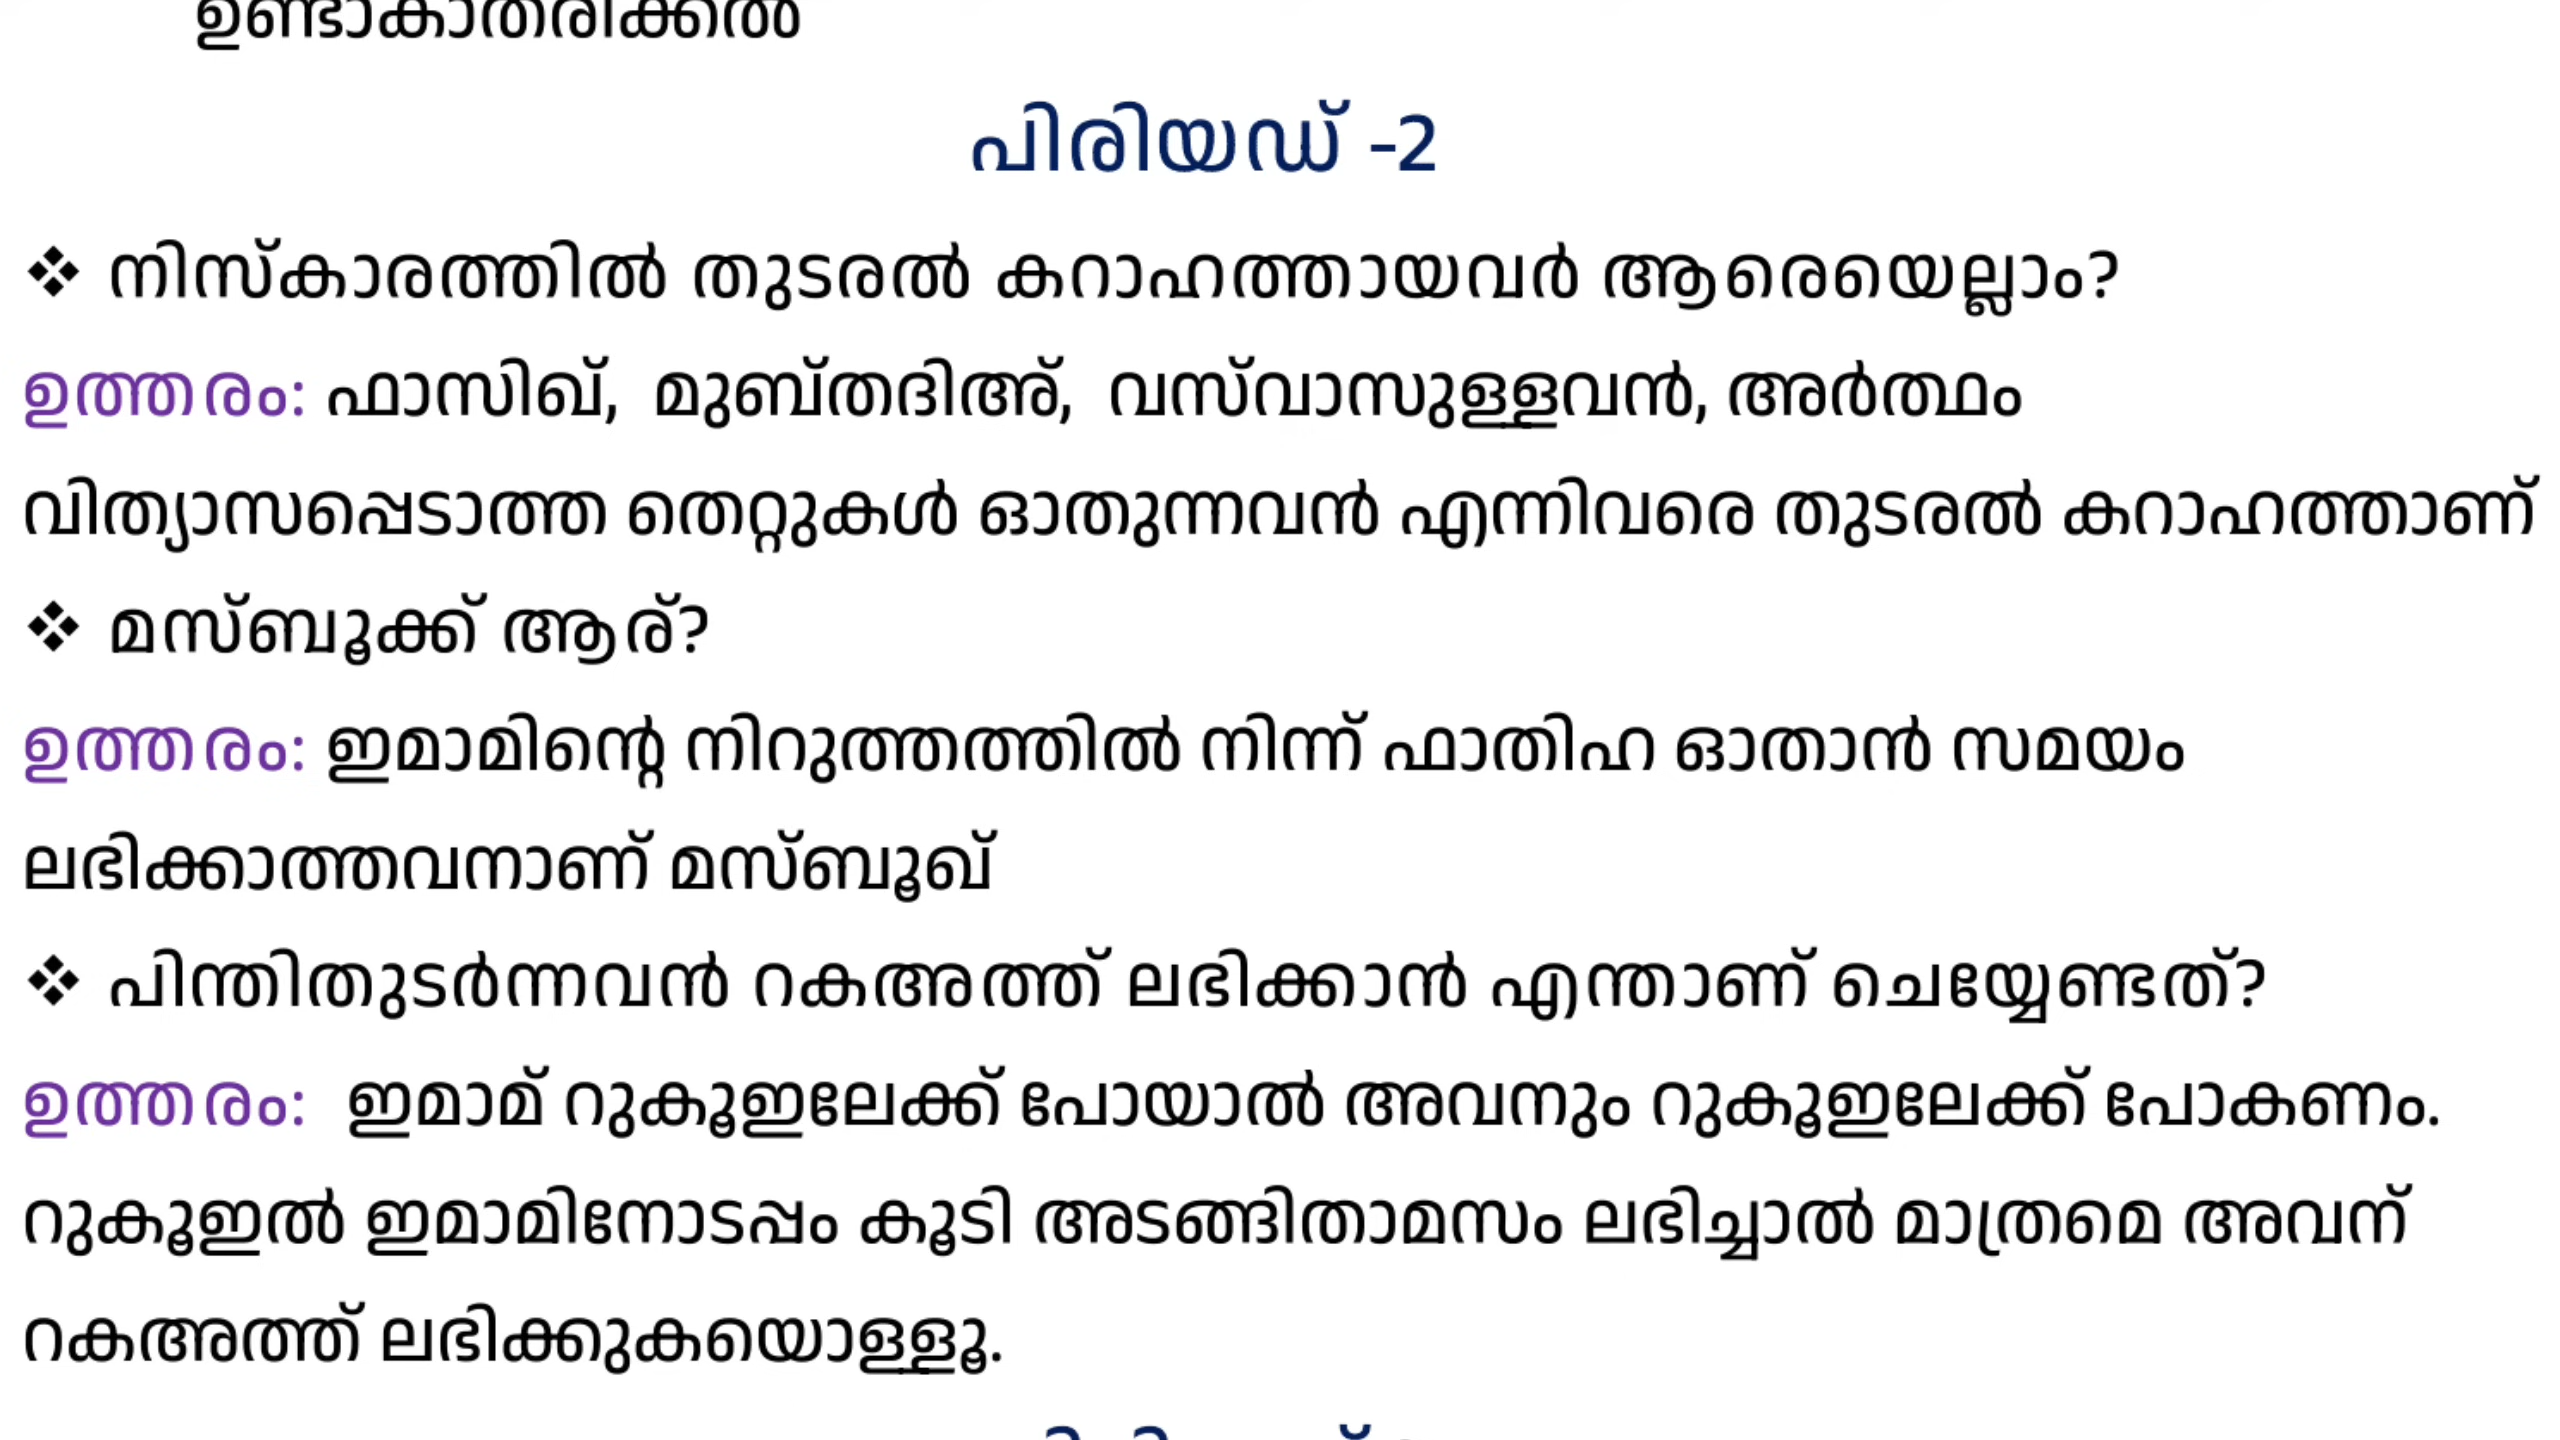 ഉണ്ടാകാതിരിക്കൽ
പിരിയഡ് -2
❖ നിസ്കാരത്തിൽ തുടരൽ കറാഹത്തായവർ ആരെയെല്ലാം?
ഉത്തരം: ഫാസിഖ്, മുബ്തദിഅ്, വസ്‌വാസുള്ളവൻ, അർത്ഥം
വിത്യാസപ്പെടാത്ത തെറ്റുകൾ ഓതുന്നവൻ എന്നിവരെ തുടരൽ കറാഹത്താണ്
❖ മസ്ബൂക്ക് ആര്?
ഉത്തരം: ഇമാമിന്റെ നിറുത്തത്തിൽ നിന്ന് ഫാതിഹ ഓതാൻ സമയം
ലഭിക്കാത്തവനാണ് മസ്ബൂഖ്
❖ പിന്തിതുടർന്നവൻ റകഅത്ത് ലഭിക്കാൻ എന്താണ് ചെയ്യേണ്ടത്?
ഉത്തരം: ഇമാമ് റുകൂഇലേക്ക് പോയാൽ അവനും റുകൂഇലേക്ക് പോകണം.
റുകൂഇൽ ഇമാമിനോടപ്പം കൂടി അടങ്ങിതാമസം ലഭിച്ചാൽ മാത്രമെ അവന്
റകഅത്ത് ലഭിക്കുകയൊള്ളൂ.